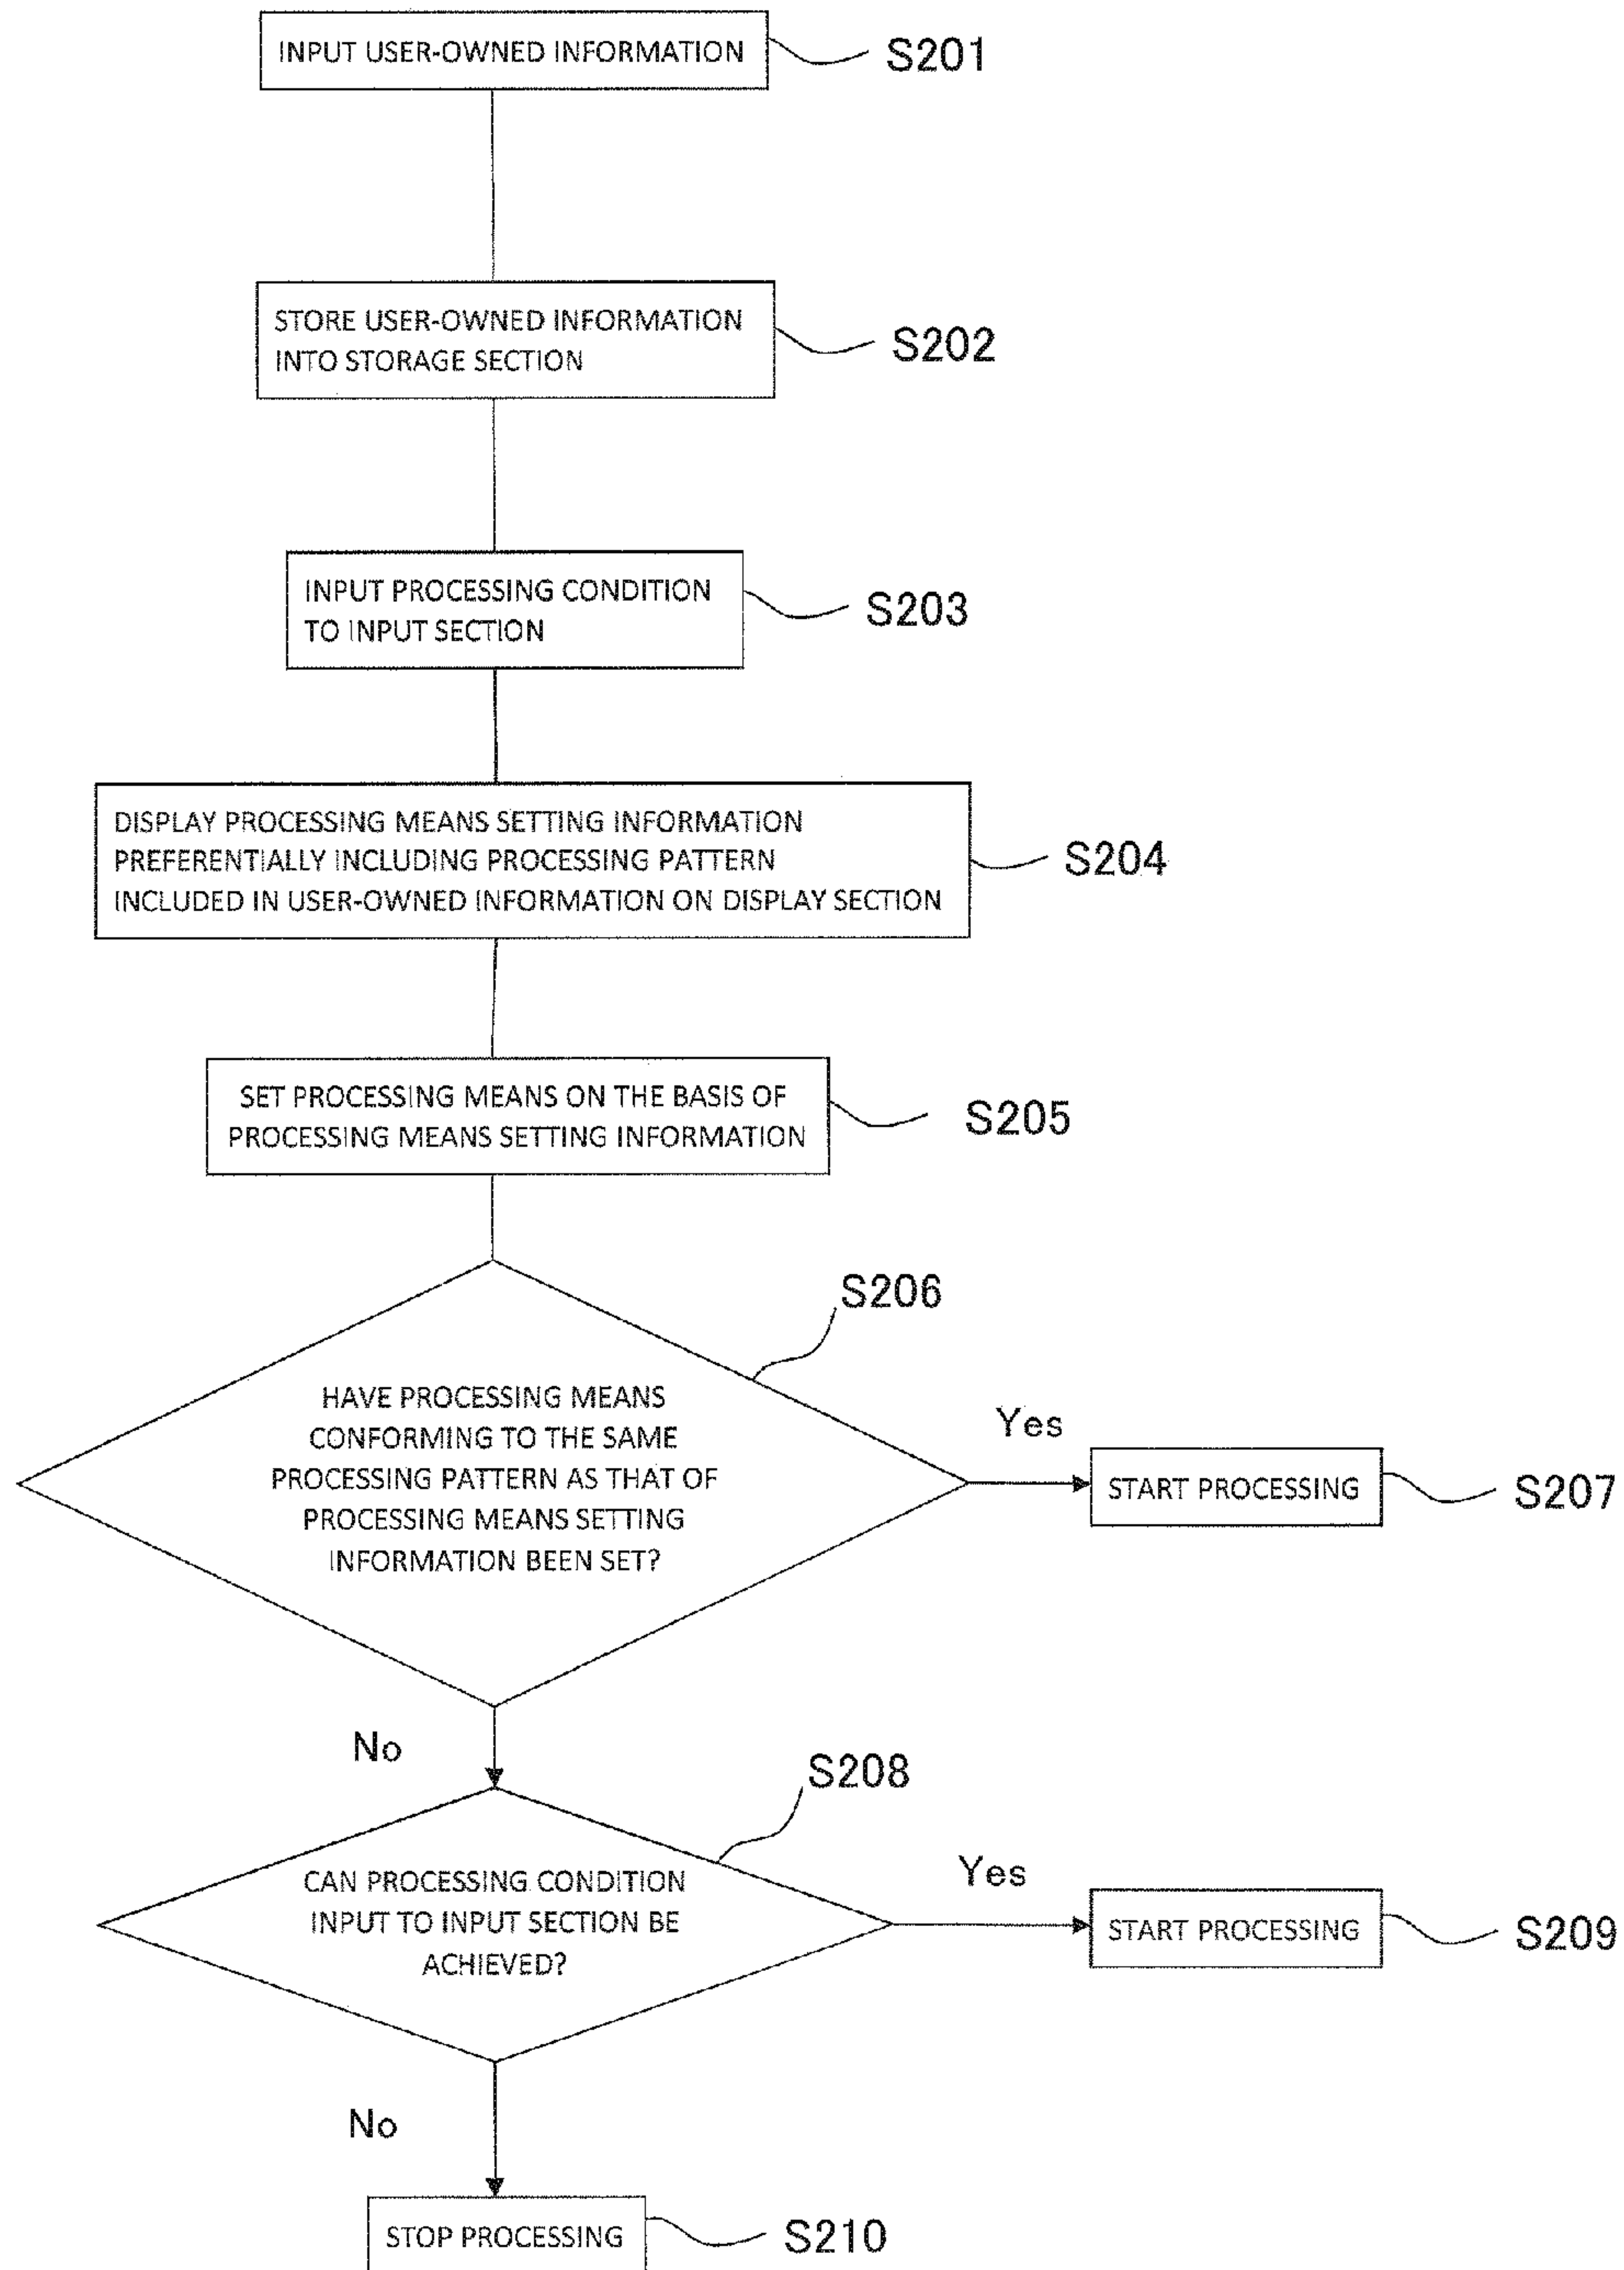 INPUT USER-OWNED INFORMATION
S201
STORE USER-OWNED INFORMATION
INTO STORAGE SECTION
S202
INPUT PROCESSING CONDITION
TO INPUT SECTION
S203
DISPLAY PROCESSING MEANS SETTING INFORMATION
PREFERENTIALLY INCLUDING PROCESSING PATTERN
INCLUDED IN USER-OWNED INFORMATION ON DISPLAY SECTION
S204
SET PROCESSING MEANS ON THE BASIS OF
PROCESSING MEANS SETTING INFORMATION
S205
S206
HAVE PROCESSING MEANS
CONFORMING TO THE SAME
PROCESSING PATTERN AS THAT OF
PROCESSING MEANS SETTING
INFORMATION BEEN SET?
Yes
START PROCESSING
S207
No
S208
CAN PROCESSING CONDITION
INPUT TO INPUT SECTION BE
ACHIEVED?
Yes
START PROCESSING
S209
No
STOP PROCESSING
S210